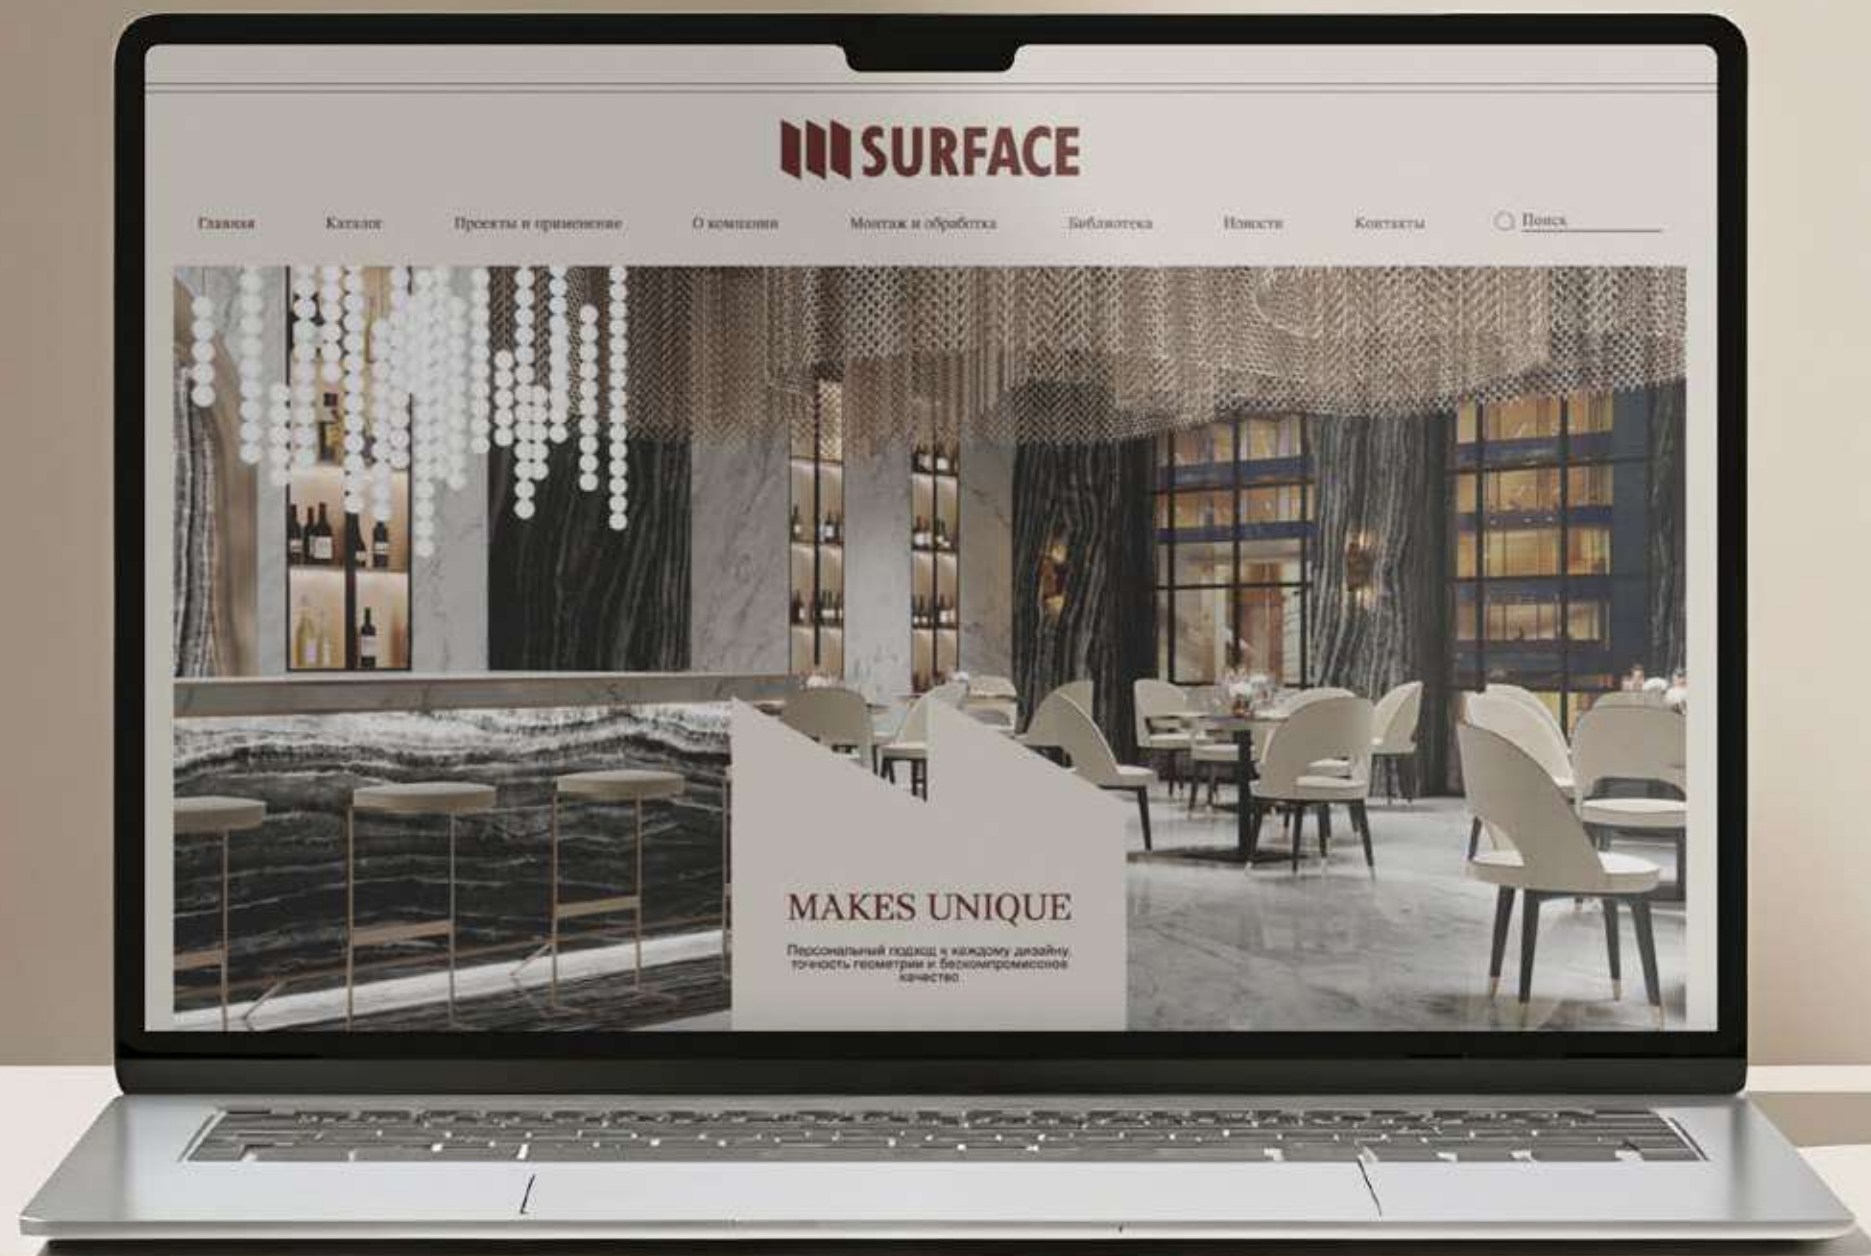 SURFACE
Главная Каталог Проекты и применение О компании Монтаж и обработка Библиотека Новости Контакты Поиск
MAKES UNIQUE
Персональный подход к каждому дизайну,
точность геометрии и бескомпромиссное
качество